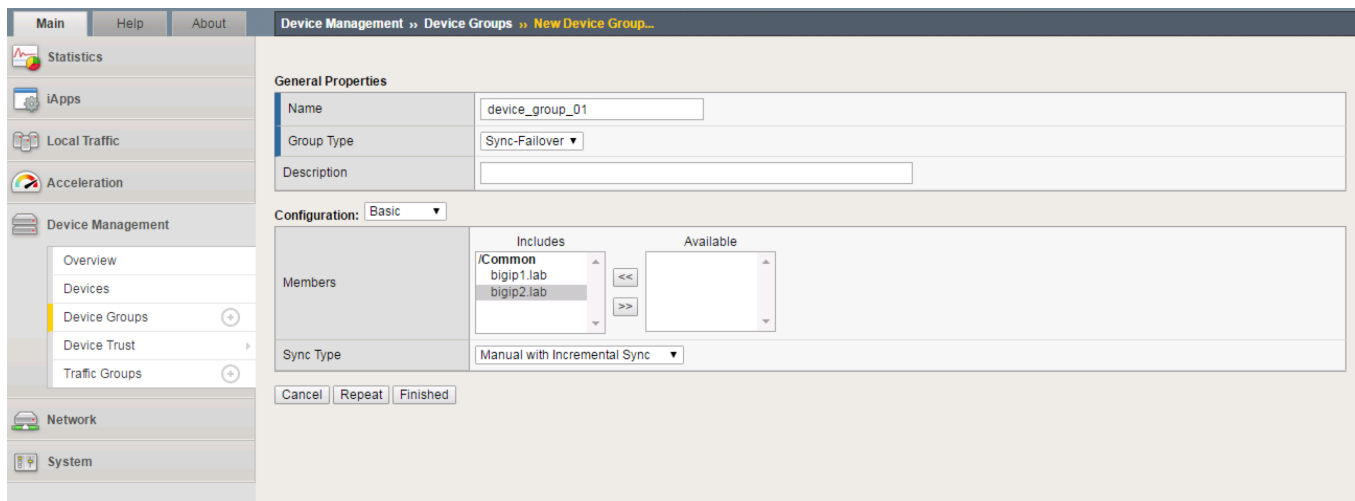 Main Help About
Device Management ›› Device Groups ›› New Device Group...
Statistics
iApps
Local Traffic
Acceleration
Device Management
Overview
Devices
Device Groups
Device Trust
Traffic Groups
Network
System
General Properties
Name device_group_01
Group Type Sync-Failover
Description
Configuration: Basic
Includes Available
/Common
bigip1.lab
<<
Members
bigip2.lab
>>
Sync Type Manual with Incremental Sync
Cancel Repeat Finished